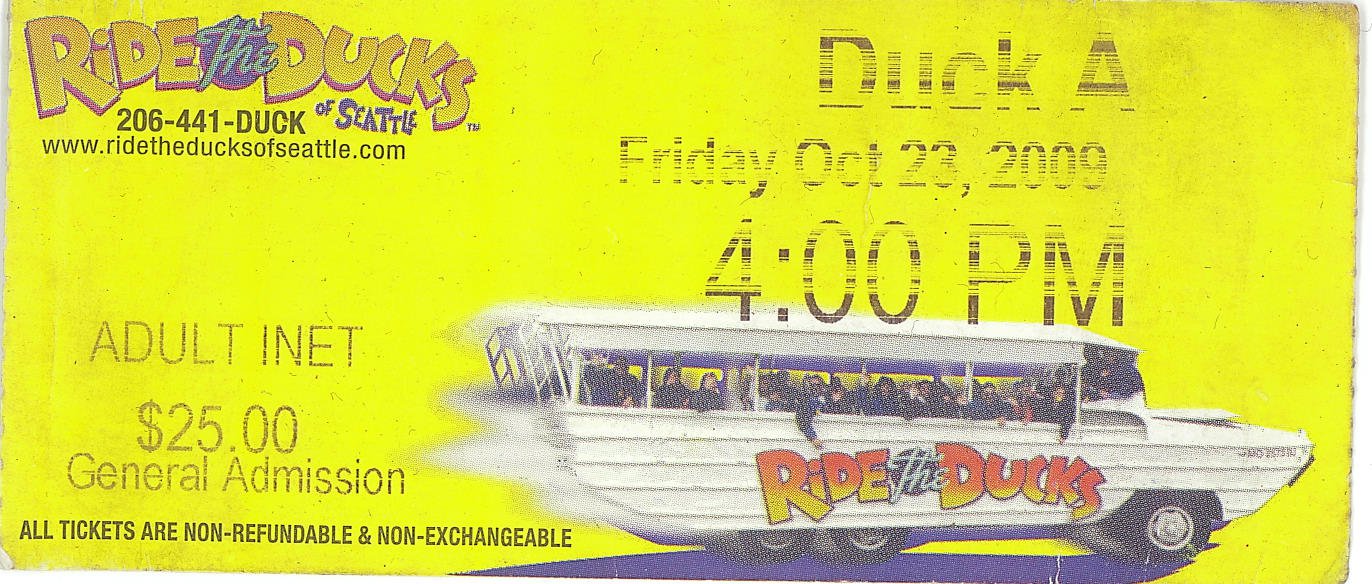 RiDE the DUCKS
OF SEATTLE™
206-441-DUCK
www.ridetheducksofseattle.com
Duck A
Friday Oct 23, 2009
4:00 PM
ADULT INET
$25.00
General Admission
RiDE the DUCKS
ALL TICKETS ARE NON-REFUNDABLE & NON-EXCHANGEABLE